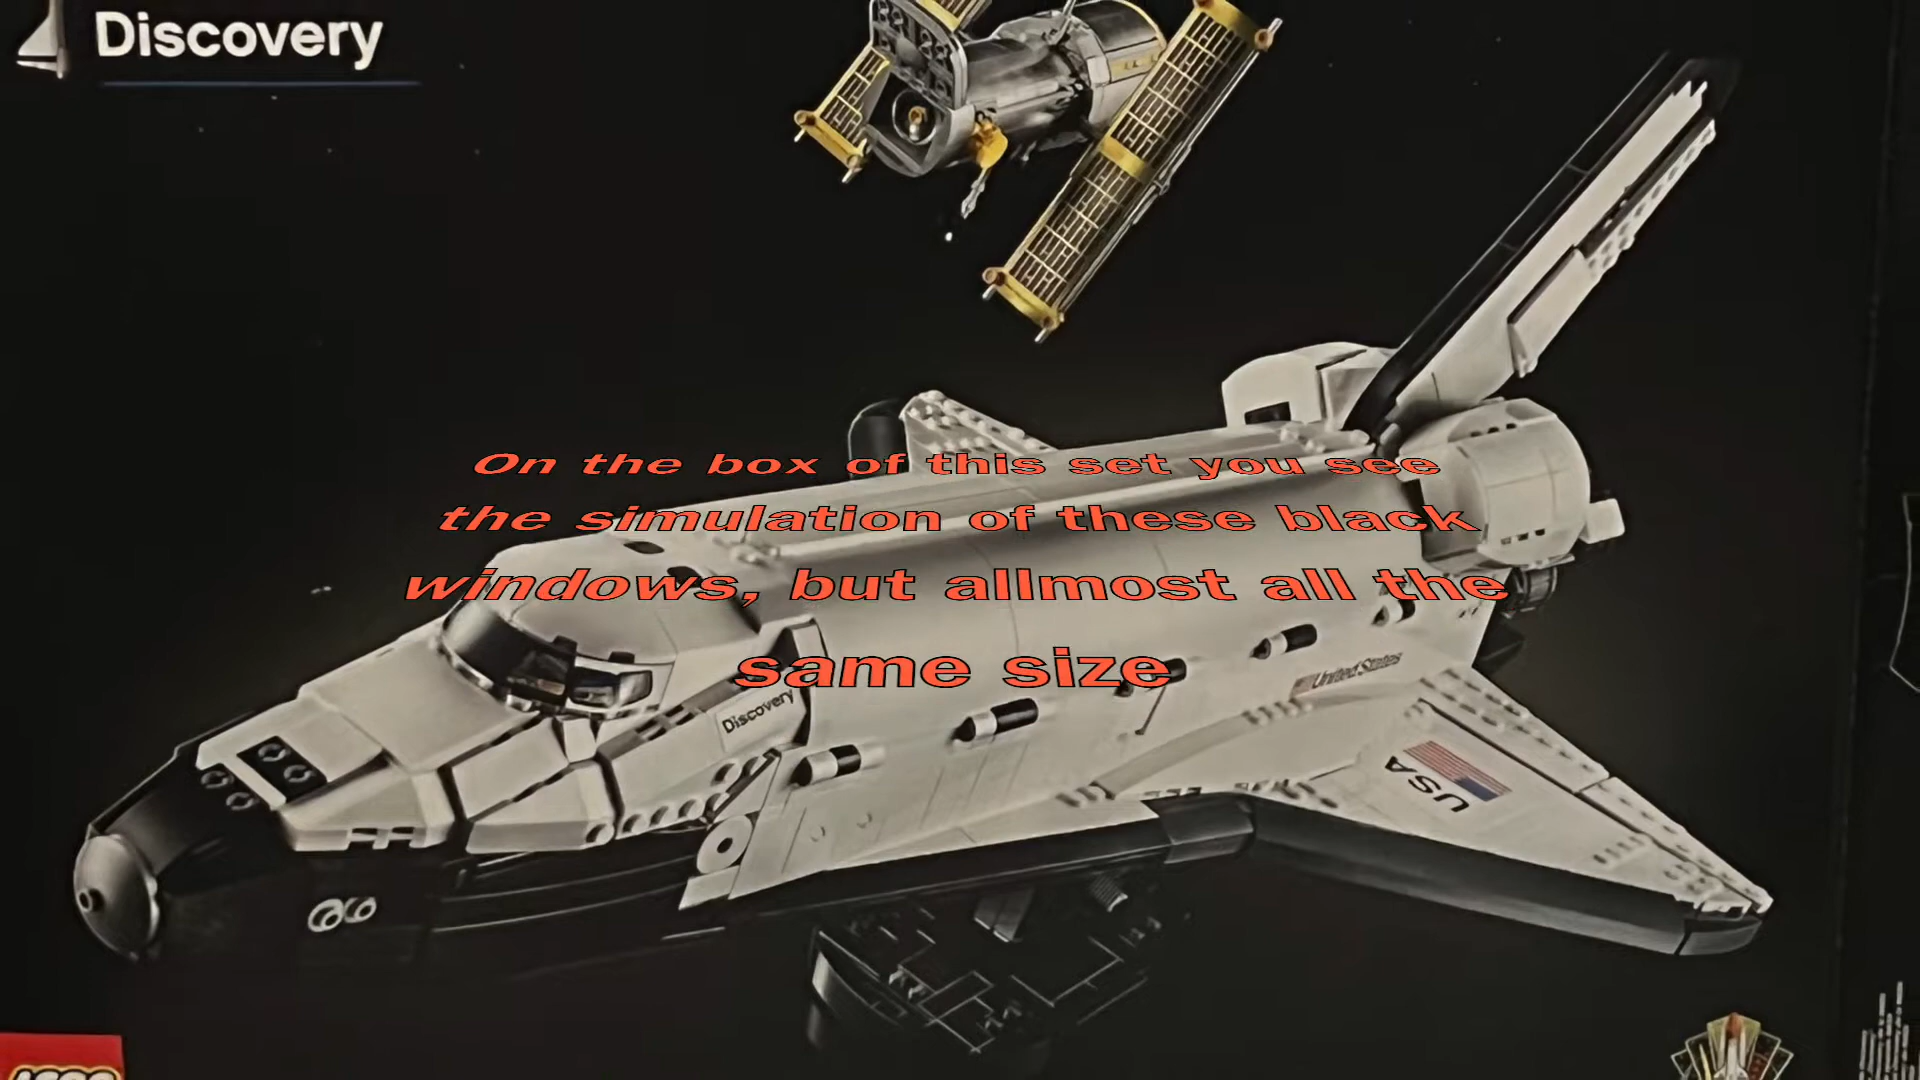 Discovery
On the box of this set you see
the simulation of these black
windows, but allmost all the
same size
Discovery
United States
USA
LEGO